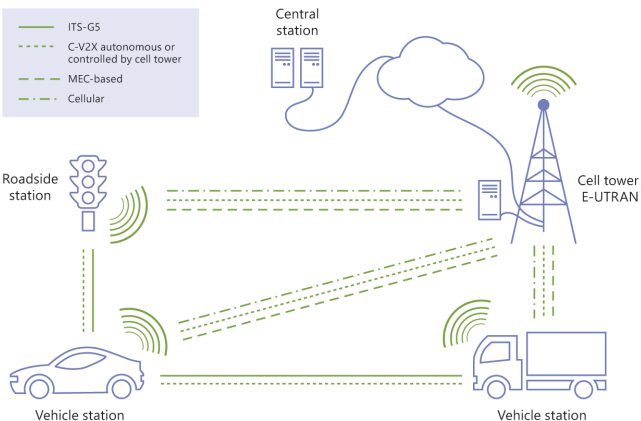 ITS-G5
C-V2X autonomous or
controlled by cell tower
MEC-based
Cellular
Central
station
Roadside
station
Cell tower
E-UTRAN
Vehicle station
Vehicle station